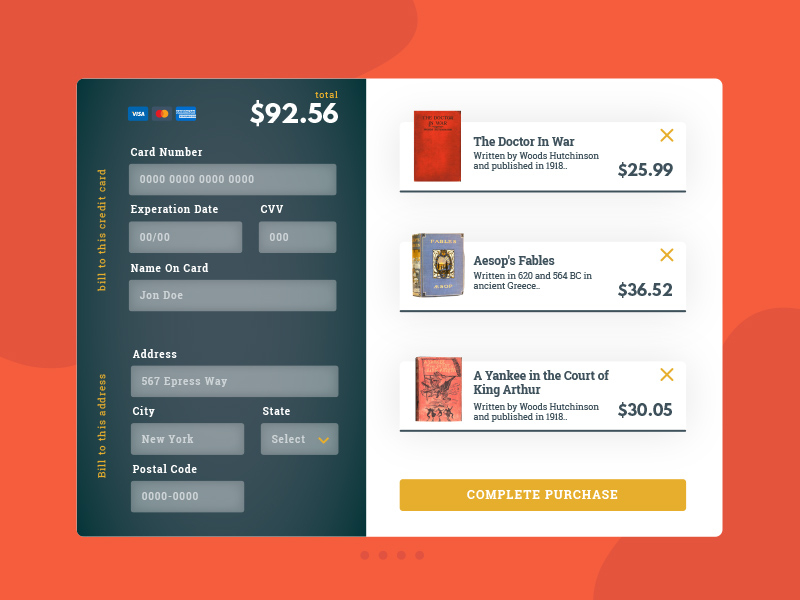 total
VISA
$92.56
Card Number
0000 0000 0000 0000
Experation Date
CVV
00/00
000
Name On Card
Jon Doe
bill to this credit card
Address
567 Epress Way
City
State
New York
Select
Postal Code
0000-0000
Bill to this address
THE DOCTOR
IN WAR
The Doctor In War
Written by Woods Hutchinson
and published in 1918..
$25.99
FABLES
ÆSOP
Aesop's Fables
Written in 620 and 564 BC in
ancient Greece..
$36.52
A Yankee in the Court of
King Arthur
Written by Woods Hutchinson
and published in 1918..
$30.05
COMPLETE PURCHASE